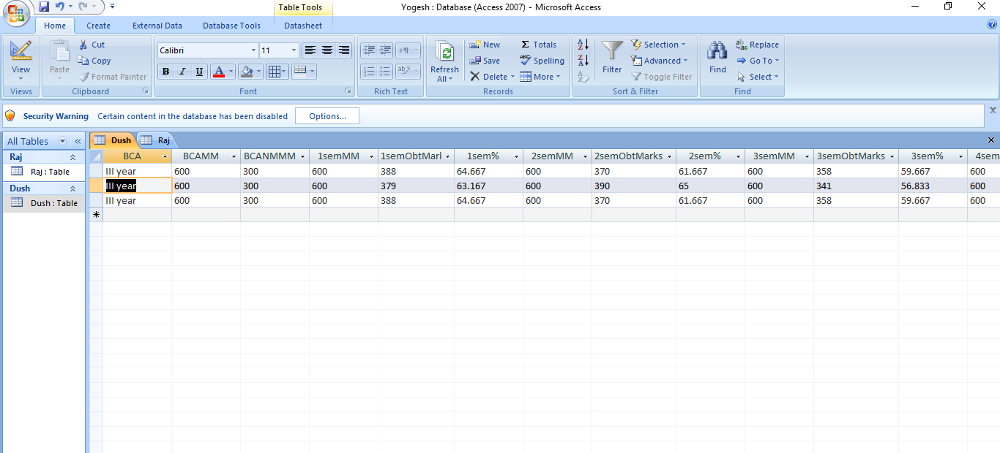 Table Tools Yogesh : Database (Access 2007) - Microsoft Access
Home Create External Data Database Tools Datasheet
View
Views
Paste
Cut
Copy
Format Painter
Clipboard
Calibri 11
B I U A
Font
Rich Text
Refresh All
New Σ Totals
Save ABC Spelling
Delete More
Records
A Z
Z A
Filter
Selection
Advanced
Toggle Filter
Sort & Filter
Find
Replace
Go To
Select
Find
Security Warning Certain content in the database has been disabled Options...
All Tables «
Raj
Raj : Table
Dush
Dush : Table
Dush Raj
BCA BCAMM BCANMMM 1semMM 1semObtMarl 1sem% 2semMM 2semObtMarks 2sem% 3semMM 3semObtMarks 3sem% 4sem
III year 600 300 600 388 64.667 600 370 61.667 600 358 59.667 600
III year 600 300 600 379 63.167 600 390 65 600 341 56.833 600
III year 600 300 600 388 64.667 600 370 61.667 600 358 59.667 600